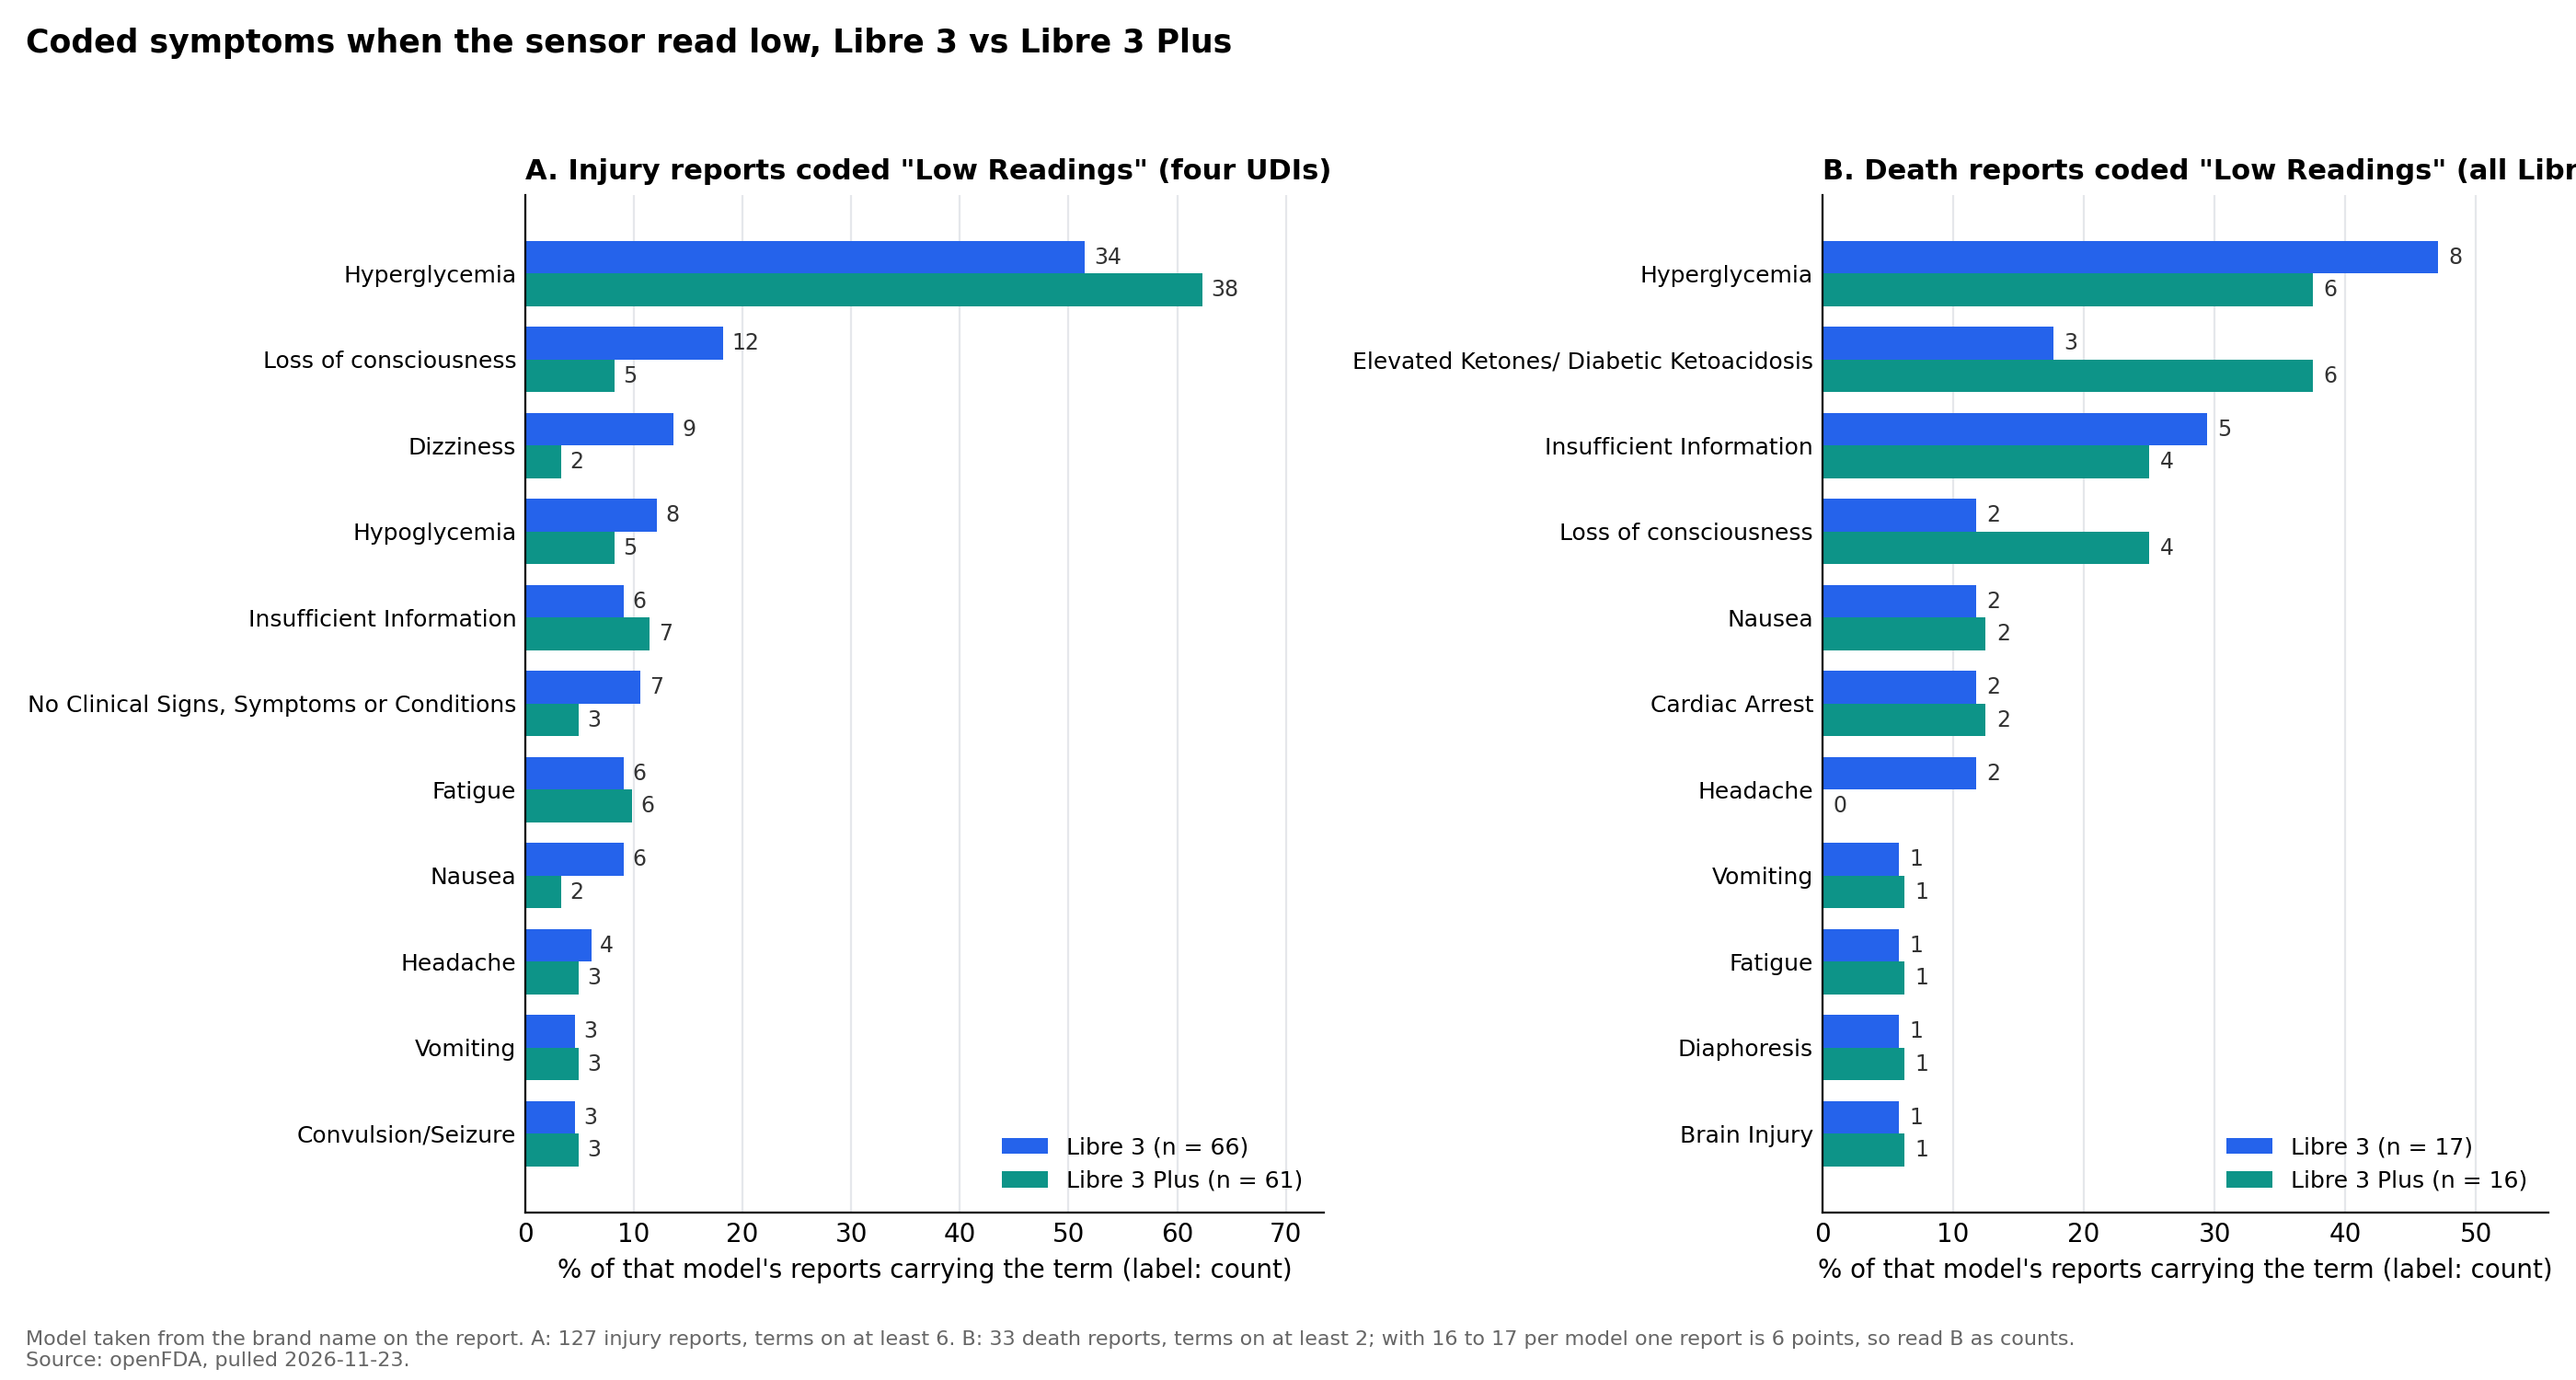 Coded symptoms when the sensor read low, Libre 3 vs Libre 3 Plus
A. Injury reports coded "Low Readings" (four UDIs)
Hyperglycemia
34
38
Loss of consciousness
12
5
Dizziness
9
2
Hypoglycemia
8
5
Insufficient Information
6
7
No Clinical Signs, Symptoms or Conditions
7
3
Fatigue
6
6
Nausea
6
2
Headache
4
3
Vomiting
3
3
Convulsion/Seizure
3
3
Libre 3 (n = 66)
Libre 3 Plus (n = 61)
0 10 20 30 40 50 60 70
% of that model's reports carrying the term (label: count)
B. Death reports coded "Low Readings" (all Libr
Hyperglycemia
8
6
Elevated Ketones/ Diabetic Ketoacidosis
3
6
Insufficient Information
5
4
Loss of consciousness
2
4
Nausea
2
2
Cardiac Arrest
2
2
Headache
2
0
Vomiting
1
1
Fatigue
1
1
Diaphoresis
1
1
Brain Injury
1
1
Libre 3 (n = 17)
Libre 3 Plus (n = 16)
0 10 20 30 40 50
% of that model's reports carrying the term (label: count)
Model taken from the brand name on the report. A: 127 injury reports, terms on at least 6. B: 33 death reports, terms on at least 2; with 16 to 17 per model one report is 6 points, so read B as counts.
Source: openFDA, pulled 2026-11-23.